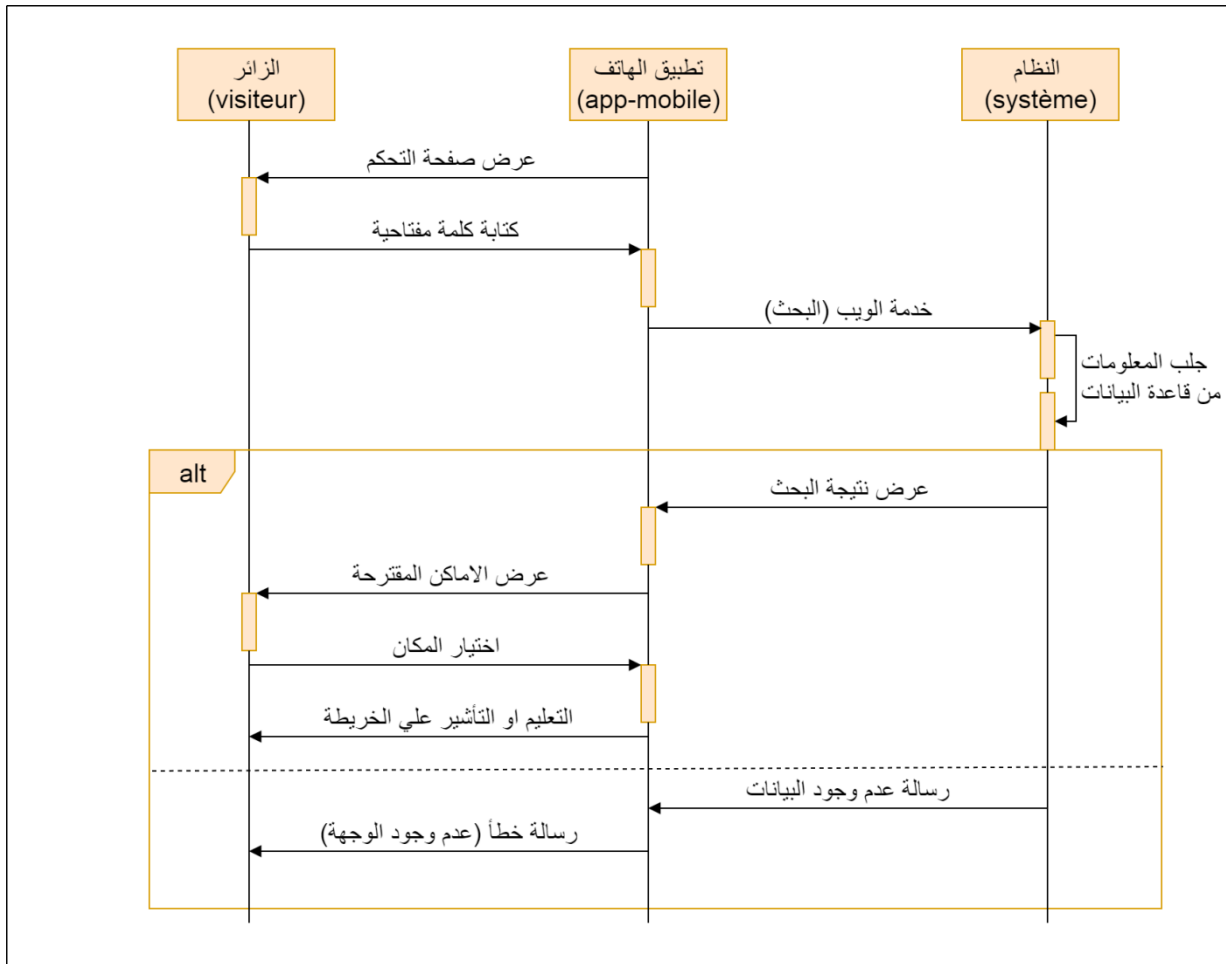 الزائر
(visiteur)
تطبيق الهاتف
(app-mobile)
النظام
(système)
عرض صفحة التحكم
كتابة كلمة مفتاحية
خدمة الويب (البحث)
جلب المعلومات
من قاعدة البيانات
alt
عرض نتيجة البحث
عرض الاماكن المقترحة
اختيار المكان
التعليم او التأشير علي الخريطة
رسالة عدم وجود البيانات
رسالة خطأ (عدم وجود الوجهة)